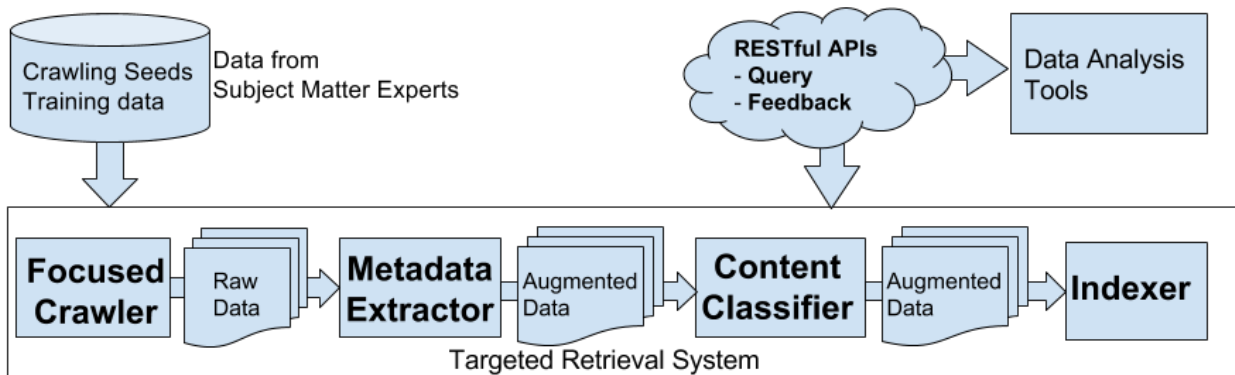 Crawling Seeds
Training data
Data from
Subject Matter Experts
RESTful APIs
- Query
- Feedback
Data Analysis
Tools
Focused
Crawler
Raw
Data
Metadada
Extractor
Augmented
Data
Content
Classifier
Augmented
Data
Indexer
Targeted Retrieval System